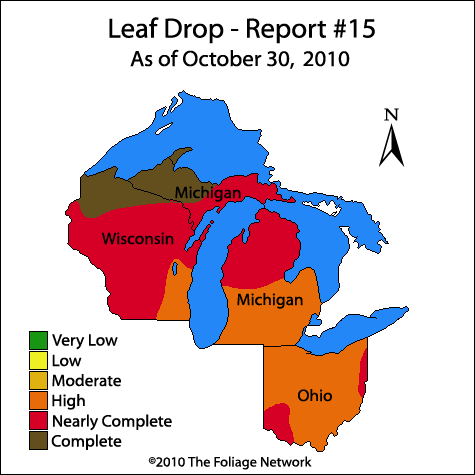 Leaf Drop - Report #15
As of October 30, 2010
N
Michigan
Wisconsin
Michigan
Ohio
Very Low
Low
Moderate
High
Nearly Complete
Complete
©2010 The Foliage Network